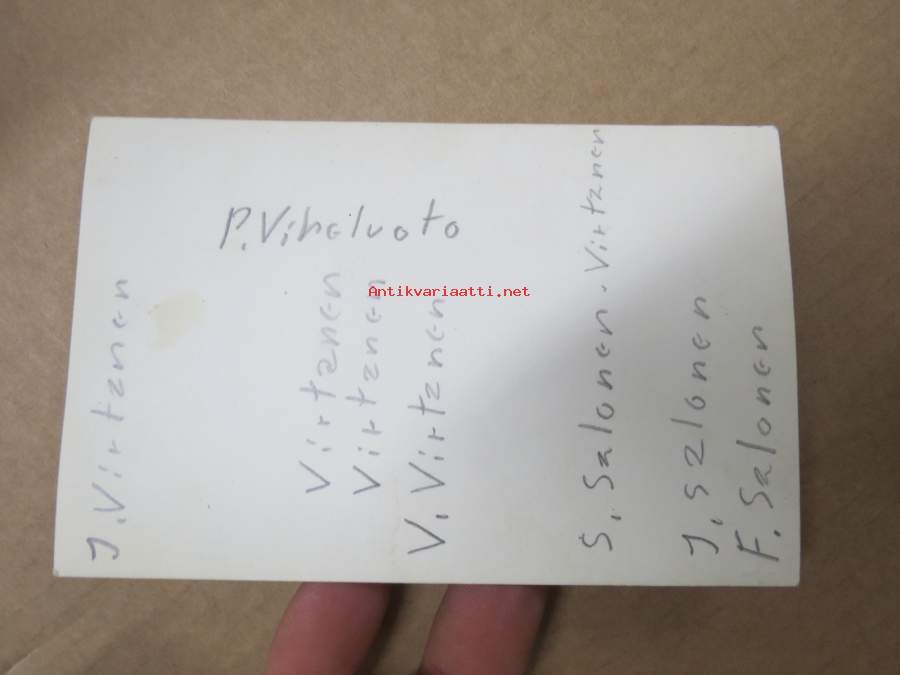 P. Vihaluoto
J. Virtanen
Virtanen
Virtanen
V. Virtanen
S. Salonen - Virtanen
J. Salonen
F. Salonen
Antikvariaatti.net